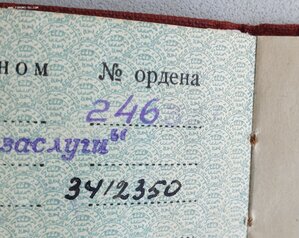 ном № ордена
246
заслуги"
3412350